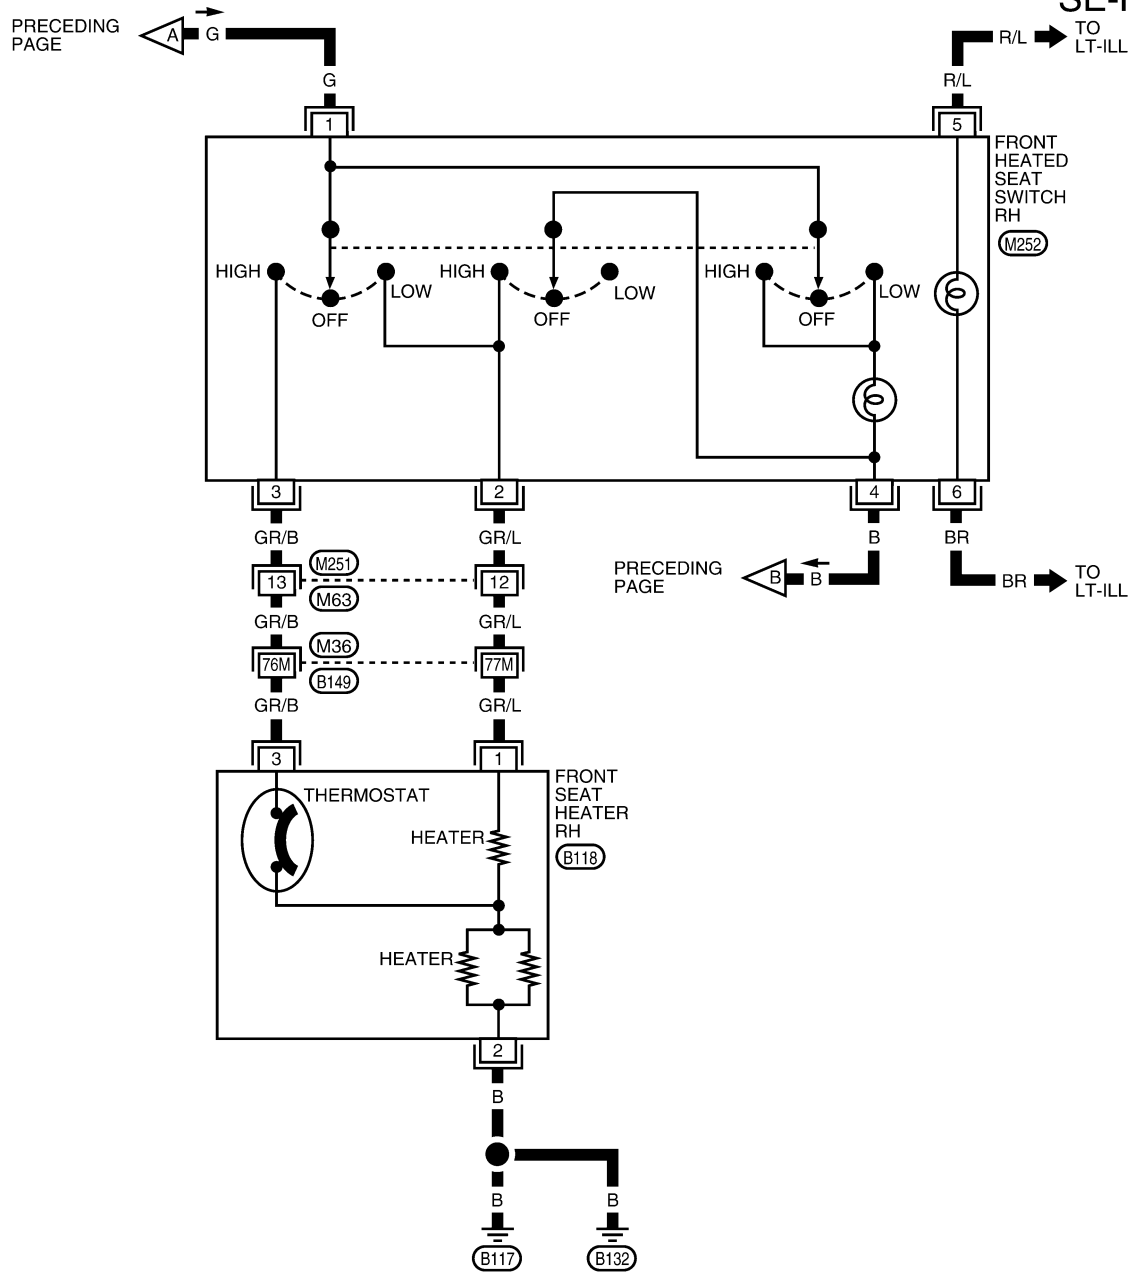 PRECEDING
PAGE
A
G
R/L
TO
LT-ILL
G
R/L
1
5
FRONT
HEATED
SEAT
SWITCH
RH
M252
HIGH
OFF
LOW
HIGH
OFF
LOW
HIGH
OFF
LOW
3
2
4
6
GR/B
GR/L
B
BR
PRECEDING
PAGE
B
B
BR
TO
LT-ILL
M251
13
12
M63
GR/B
GR/L
M36
76M
77M
B149
GR/B
GR/L
3
1
THERMOSTAT
HEATER
HEATER
FRONT
SEAT
HEATER
RH
B118
2
B
B
B
B117
B132